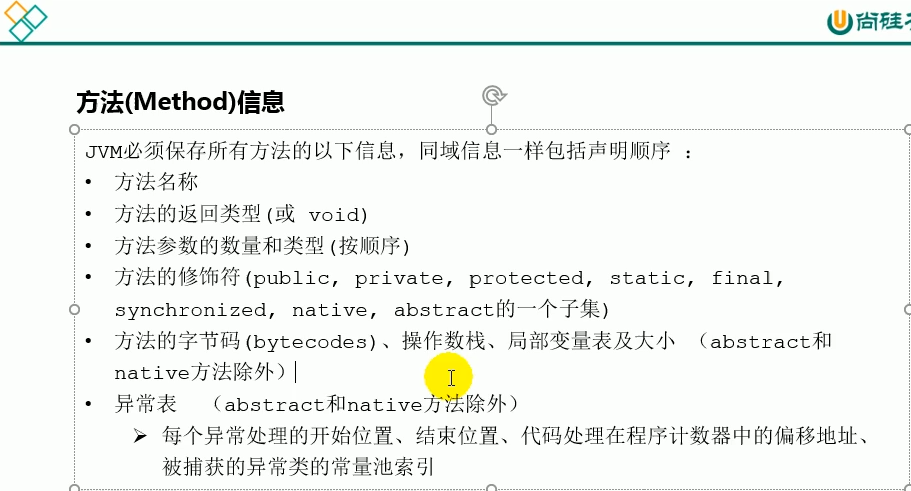 尚硅
方法(Method)信息
JVM必须保存所有方法的以下信息，同域信息一样包括声明顺序 ：
• 方法名称
• 方法的返回类型(或 void)
• 方法参数的数量和类型(按顺序)
• 方法的修饰符(public, private, protected, static, final,
synchronized, native, abstract的一个子集)
• 方法的字节码(bytecodes)、操作数栈、局部变量表及大小 （abstract和
native方法除外）
• 异常表 （abstract和native方法除外）
➢ 每个异常处理的开始位置、结束位置、代码处理在程序计数器中的偏移地址、
被捕获的异常类的常量池索引